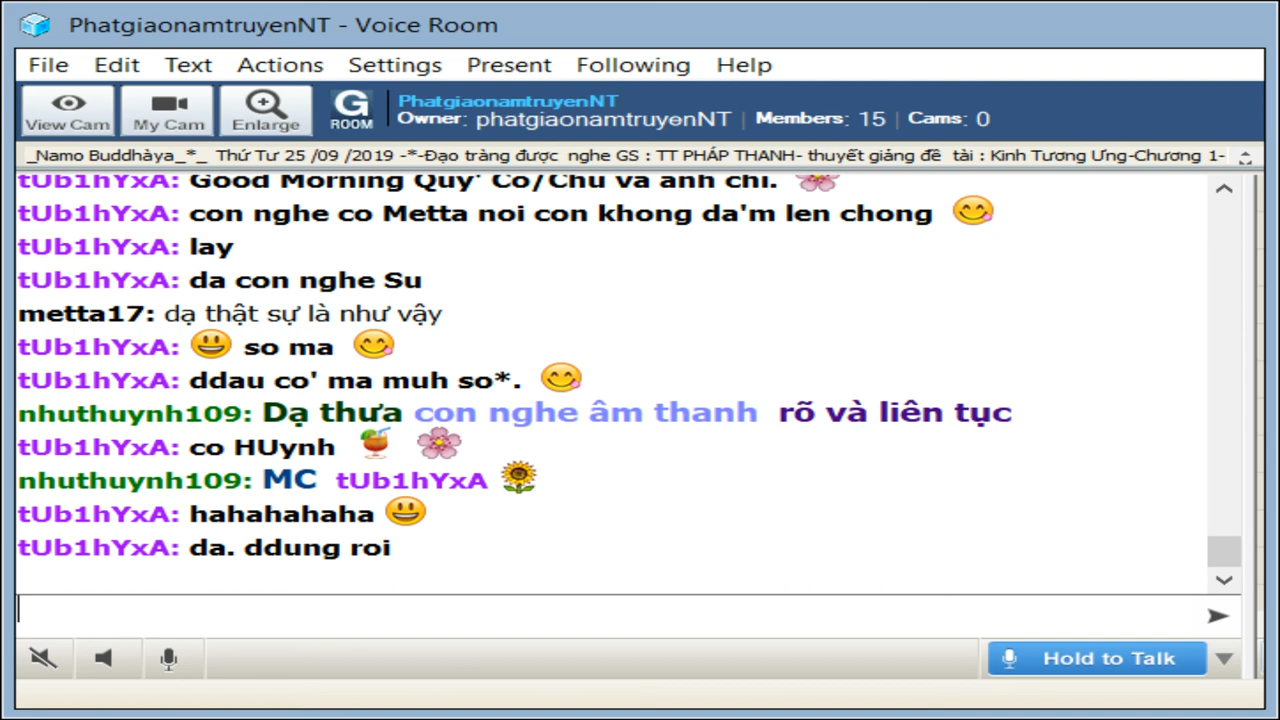 PhatgiaonamtruyenNT - Voice Room
File Edit Text Actions Settings Present Following Help
View Cam My Cam Enlarge G ROOM PhatgiaonamtruyenNT
Owner: phatgiaonamtruyenNT | Members: 15 | Cams: 0
_Namo Buddhàya_*_ Thứ Tư 25 /09 /2019 -*-Đạo tràng được nghe GS : TT PHÁP THANH- thuyết giảng đề tài : Kinh Tương Ưng-Chương 1-
tUb1hYxA: Good Morning Quy' Co/Chu va anh chi.
tUb1hYxA: con nghe co Metta noi con khong da'm len chong
tUb1hYxA: lay
tUb1hYxA: da con nghe Su
metta17: dạ thật sự là như vậy
tUb1hYxA: so ma
tUb1hYxA: ddau co' ma muh so*.
nhuthuynh109: Dạ thưa con nghe âm thanh rõ và liên tục
tUb1hYxA: co HUynh
nhuthuynh109: MC tUb1hYxA
tUb1hYxA: hahahahaha
tUb1hYxA: da. ddung roi
Hold to Talk